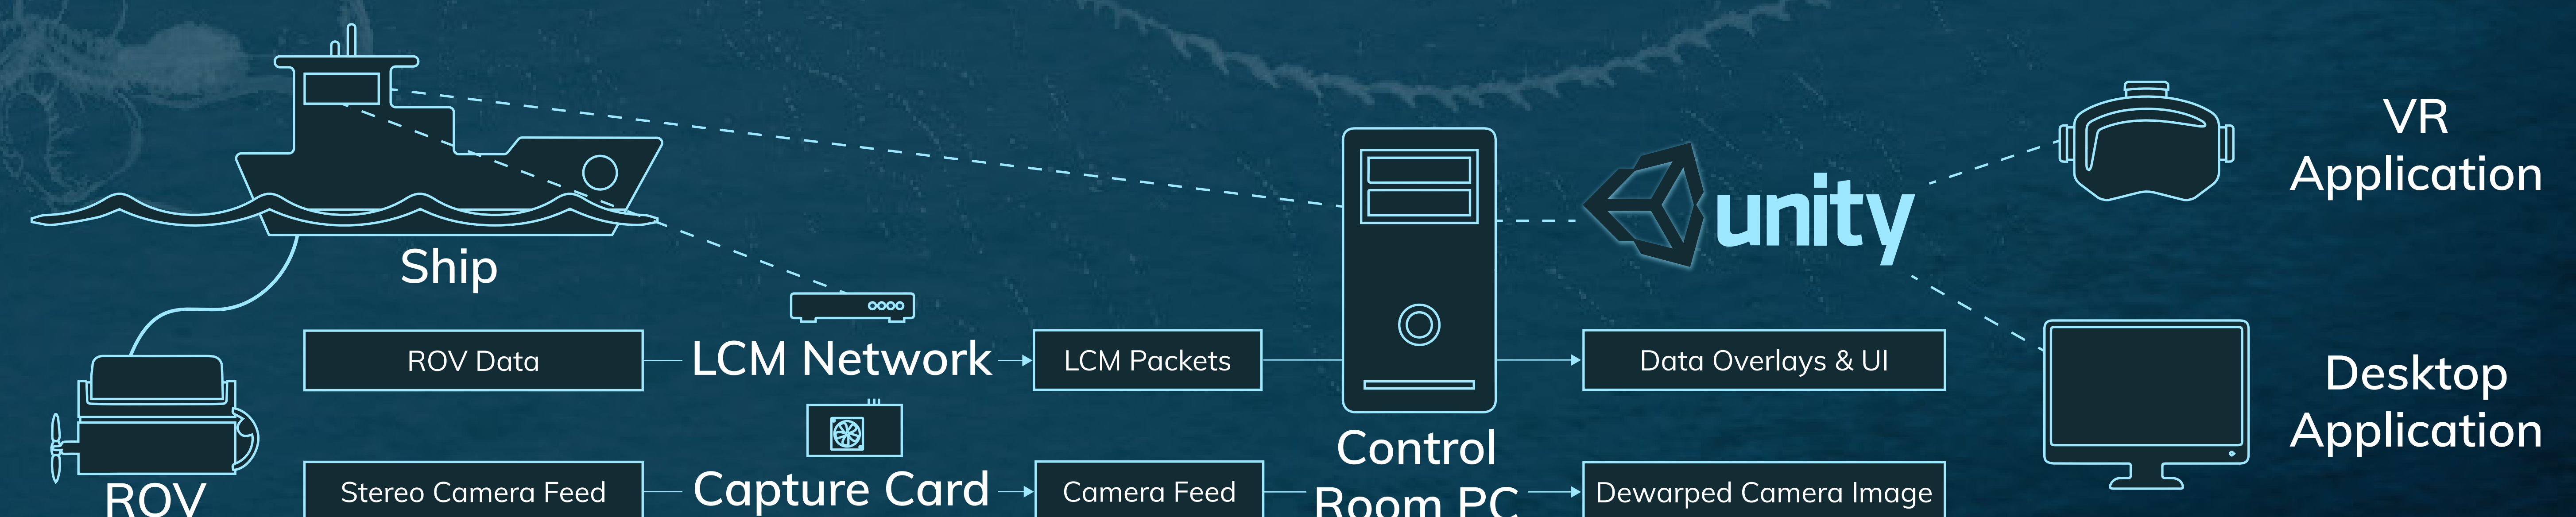 VR
Application
unity
Ship
ROV Data
LCM Network
LCM Packets
Data Overlays & UI
Desktop
Application
Control
Room PC
ROV
Stereo Camera Feed
Capture Card
Camera Feed
Dewarped Camera Image